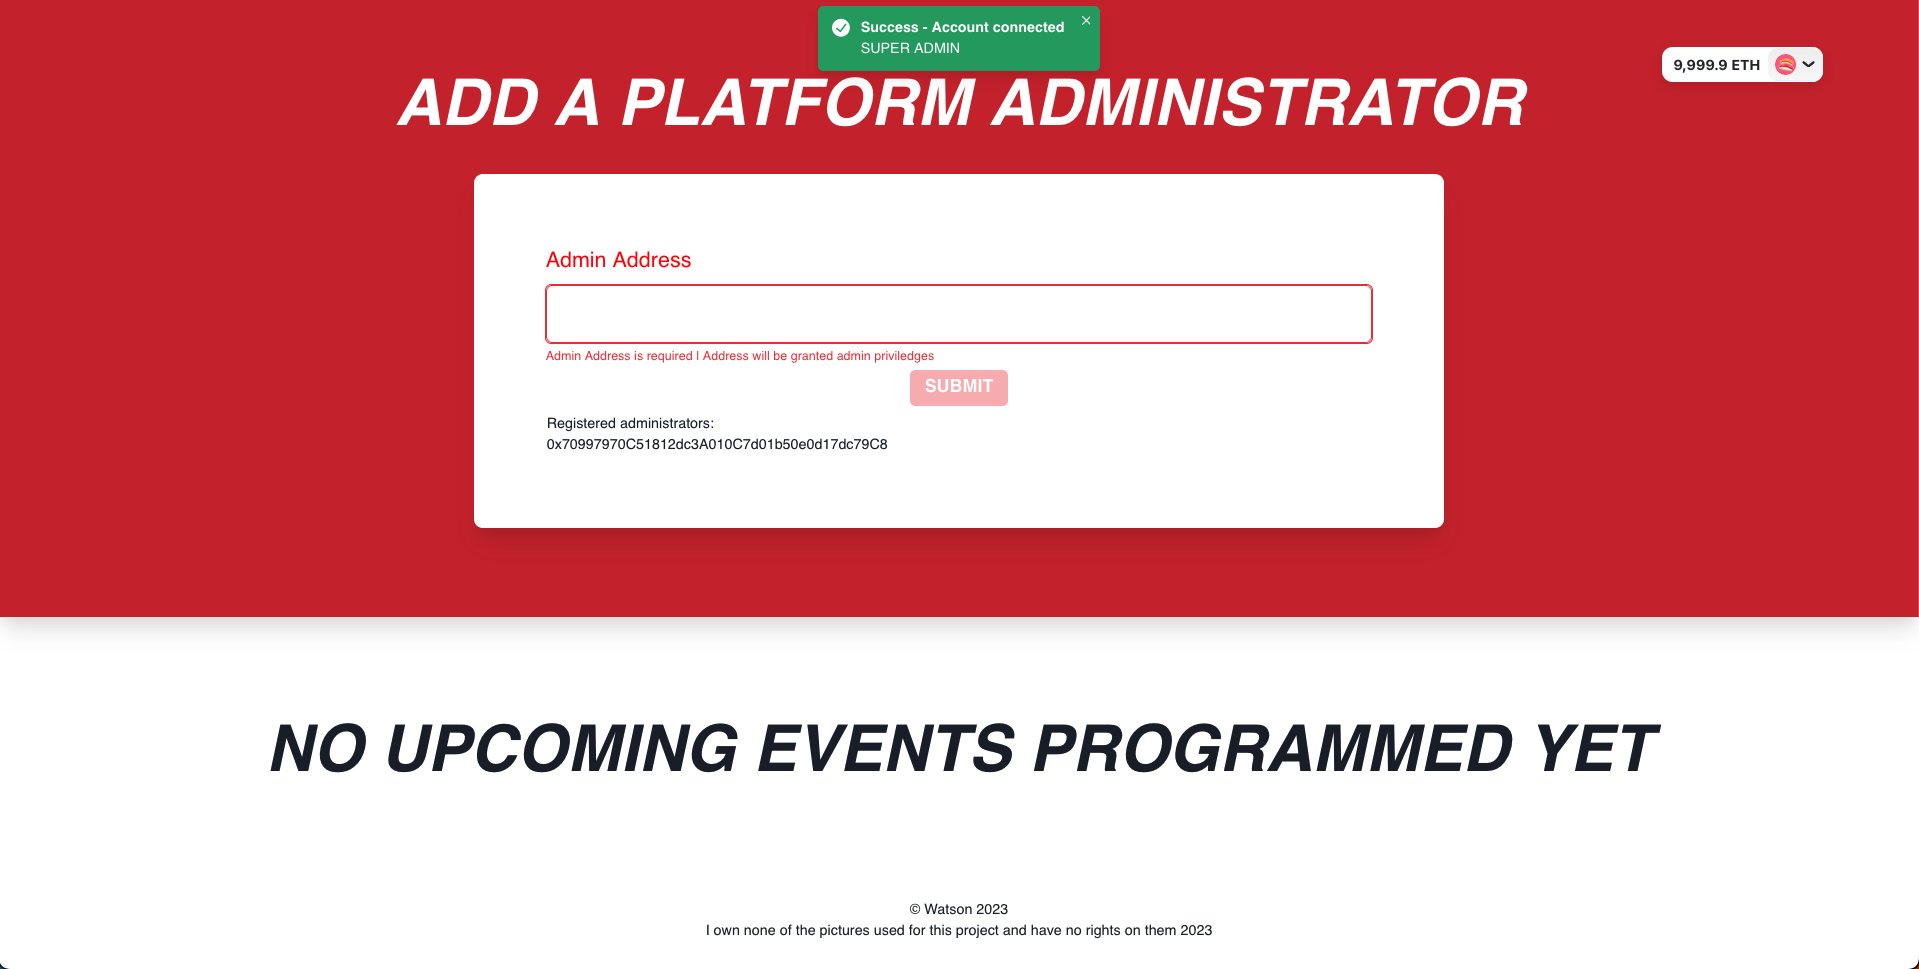 Success - Account connected
SUPER ADMIN
9,999.9 ETH
ADD A PLATFORM ADMINISTRATOR
Admin Address
Admin Address is required | Address will be granted admin priviledges
SUBMIT
Registered administrators:
0x70997970C51812dc3A010C7d01b50e0d17dc79C8
NO UPCOMING EVENTS PROGRAMMED YET
© Watson 2023
I own none of the pictures used for this project and have no rights on them 2023